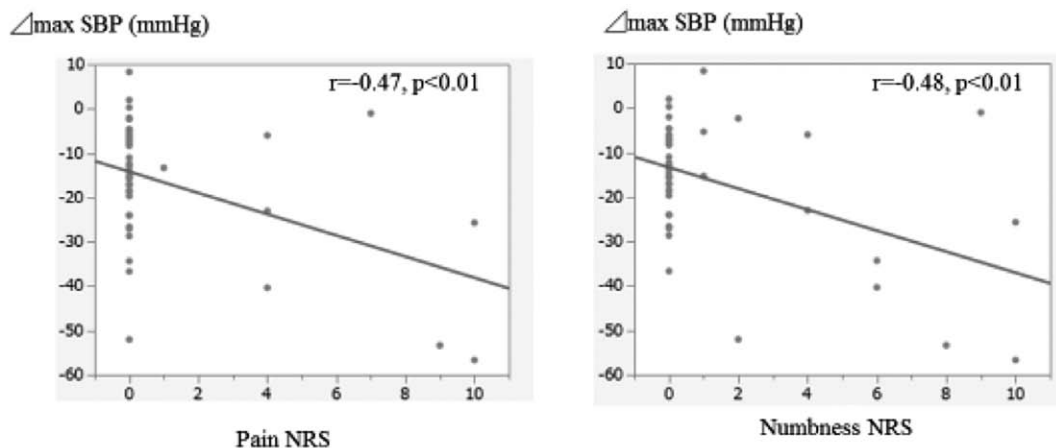 ⊿max SBP (mmHg)
r=-0.47, p<0.01
10
0
-10
-20
-30
-40
-50
-60
0 2 4 6 8 10
Pain NRS
⊿max SBP (mmHg)
r=-0.48, p<0.01
10
0
-10
-20
-30
-40
-50
-60
0 2 4 6 8 10
Numbness NRS